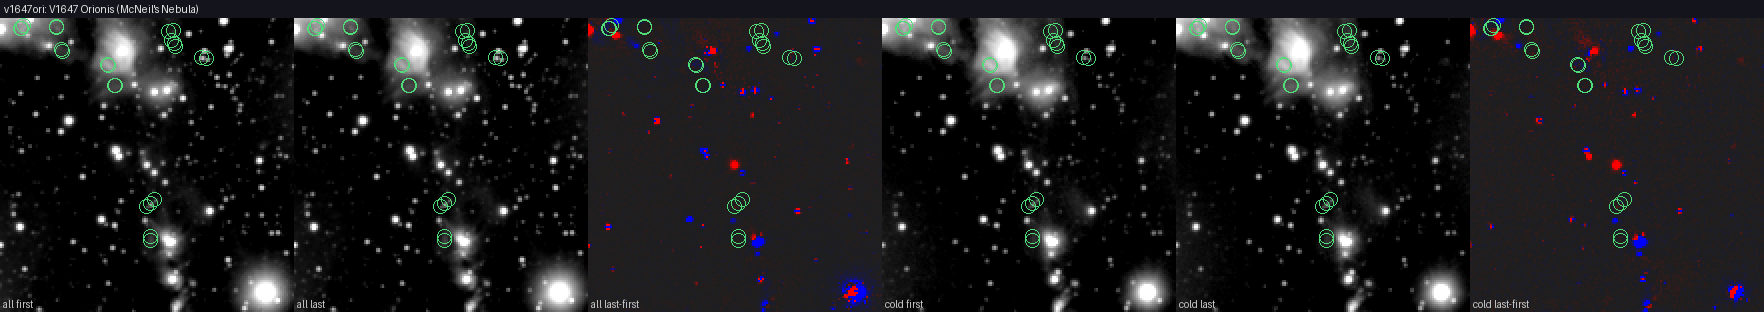 v1647ori: V1647 Orionis (McNeil's Nebula)
all first
all last
all last-first
cold first
cold last
cold last-first